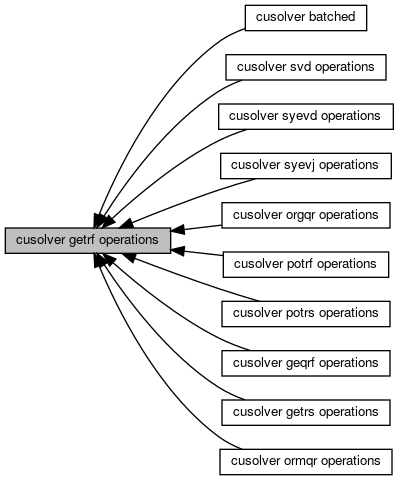 cusolver batched
cusolver svd operations
cusolver syevd operations
cusolver syevj operations
cusolver orgqr operations
cusolver getrf operations
cusolver potrf operations
cusolver potrs operations
cusolver geqrf operations
cusolver getrs operations
cusolver ormqr operations